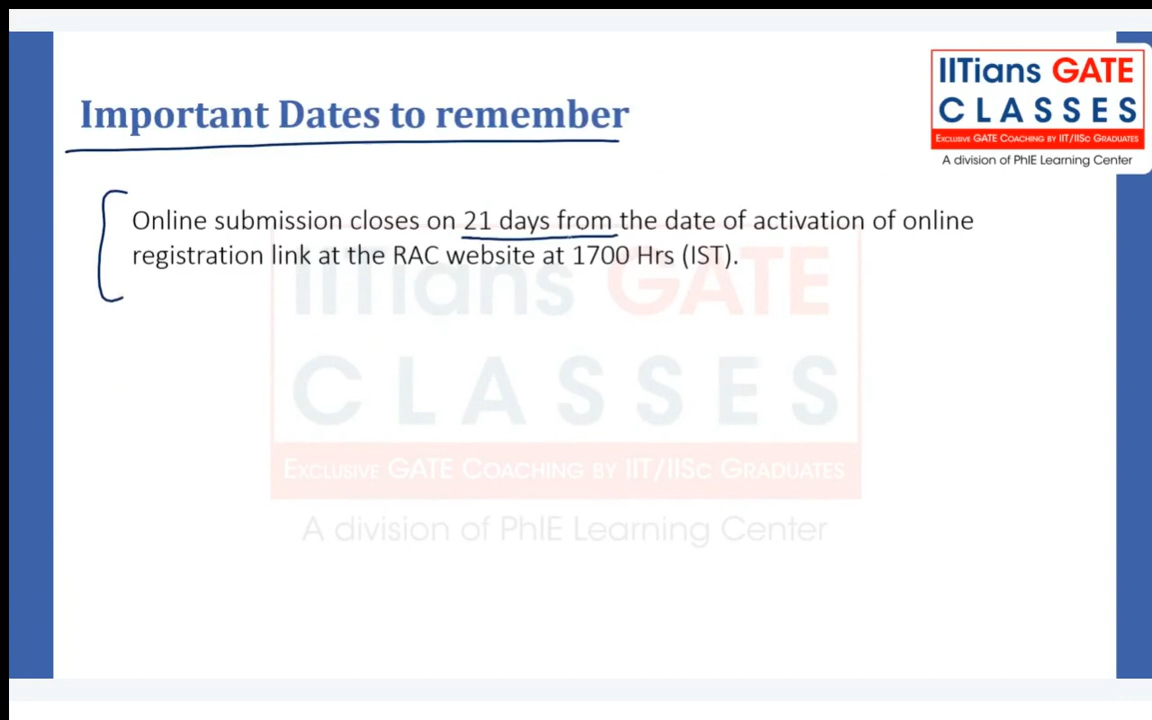 IITians GATE
CLASSES
EXCLUSIVE GATE COACHING BY IIT/IISc GRADUATES
A division of PhIE Learning Center
Important Dates to remember
Online submission closes on 21 days from the date of activation of online
registration link at the RAC website at 1700 Hrs (IST).
IITians GATE
CLASSES
EXCLUSIVE GATE COACHING BY IIT/IISc GRADUATES
A division of PhIE Learning Center